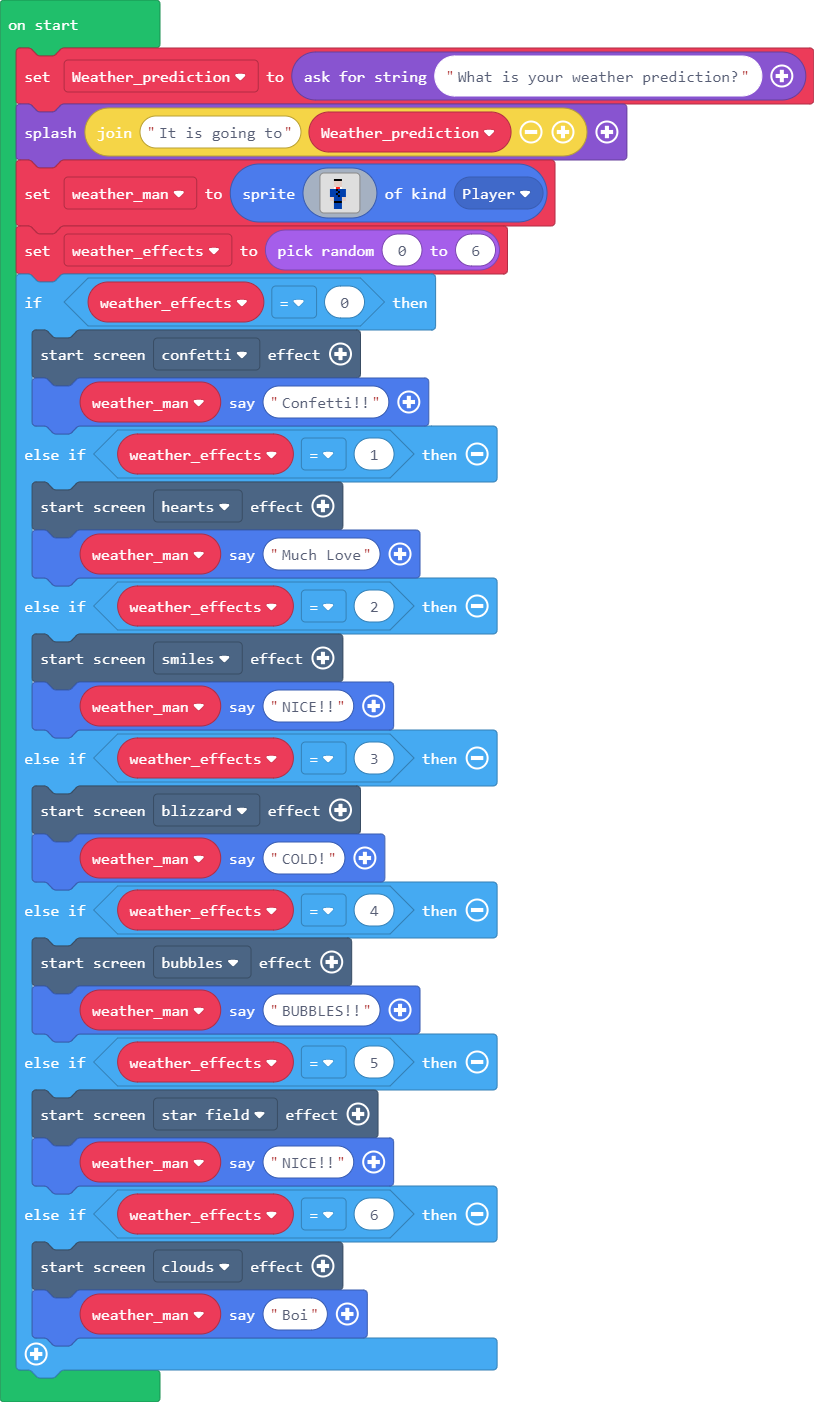 on start
set Weather_prediction to ask for string "What is your weather prediction?"
splash join "It is going to" Weather_prediction
set weather_man to sprite of kind Player
set weather_effects to pick random 0 to 6
if weather_effects = 0 then
start screen confetti effect
weather_man say "Confetti!!"
else if weather_effects = 1 then
start screen hearts effect
weather_man say "Much Love"
else if weather_effects = 2 then
start screen smiles effect
weather_man say "NICE!!"
else if weather_effects = 3 then
start screen blizzard effect
weather_man say "COLD!"
else if weather_effects = 4 then
start screen bubbles effect
weather_man say "BUBBLES!!"
else if weather_effects = 5 then
start screen star field effect
weather_man say "NICE!!"
else if weather_effects = 6 then
start screen clouds effect
weather_man say "Boi"